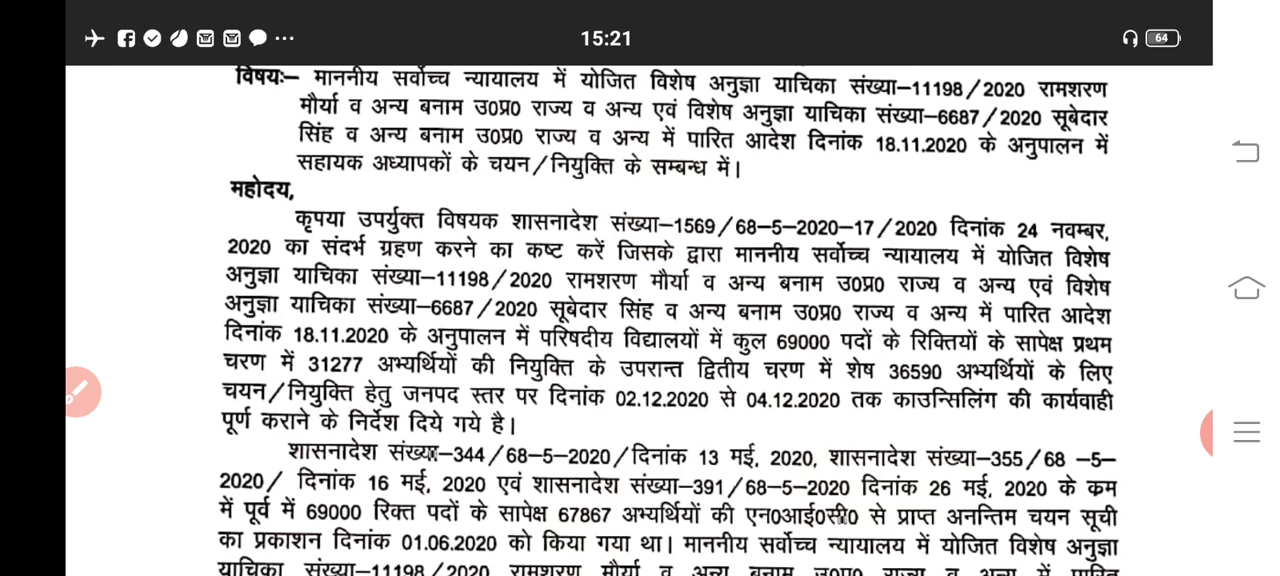 15:21
64
विषयः– माननीय सर्वोच्च न्यायालय में योजित विशेष अनुज्ञा याचिका संख्या–11198/2020 रामशरण
मौर्या व अन्य बनाम उ0प्र0 राज्य व अन्य एवं विशेष अनुज्ञा याचिका संख्या–6687/2020 सूबेदार
सिंह व अन्य बनाम उ0प्र0 राज्य व अन्य में पारित आदेश दिनांक 18.11.2020 के अनुपालन में
सहायक अध्यापकों के चयन/नियुक्ति के सम्बन्ध में।
महोदय,
कृपया उपर्युक्त विषयक शासनादेश संख्या–1569/68–5–2020–17/2020 दिनांक 24 नवम्बर,
2020 का संदर्भ ग्रहण करने का कष्ट करें जिसके द्वारा माननीय सर्वोच्च न्यायालय में योजित विशेष
अनुज्ञा याचिका संख्या–11198/2020 रामशरण मौर्या व अन्य बनाम उ0प्र0 राज्य व अन्य एवं विशेष
अनुज्ञा याचिका संख्या–6687/2020 सूबेदार सिंह व अन्य बनाम उ0प्र0 राज्य व अन्य में पारित आदेश
दिनांक 18.11.2020 के अनुपालन में परिषदीय विद्यालयों में कुल 69000 पदों के रिक्तियों के सापेक्ष प्रथम
चरण में 31277 अभ्यर्थियों की नियुक्ति के उपरान्त द्वितीय चरण में शेष 36590 अभ्यर्थियों के लिए
चयन/नियुक्ति हेतु जनपद स्तर पर दिनांक 02.12.2020 से 04.12.2020 तक काउन्सिलिंग की कार्यवाही
पूर्ण कराने के निर्देश दिये गये है।
शासनादेश संख्या–344/68–5–2020/दिनांक 13 मई, 2020, शासनादेश संख्या–355/68 –5–
2020/ दिनांक 16 मई, 2020 एवं शासनादेश संख्या–391/68–5–2020 दिनांक 26 मई, 2020 के क्रम
में पूर्व में 69000 रिक्त पदों के सापेक्ष 67867 अभ्यर्थियों की एन0आई0सी0 से प्राप्त अनन्तिम चयन सूची
का प्रकाशन दिनांक 01.06.2020 को किया गया था। माननीय सर्वोच्च न्यायालय में योजित विशेष अनुज्ञा
याचिका संख्या–11198/2020 रामशरण मौर्या व अन्य बनाम उ0प्र0 राज्य व अन्य में पारित